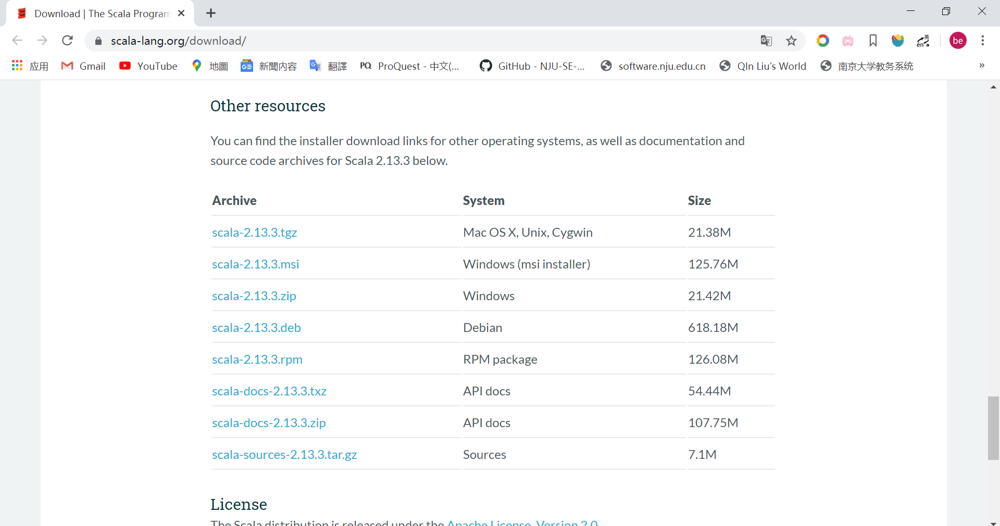 Download | The Scala Program
scala-lang.org/download/
be
应用 Gmail YouTube 地圖 新聞內容 翻譯 PQ ProQuest - 中文(... GitHub - NJU-SE-... software.nju.edu.cn QIn Liu's World 南京大学教务系统 »
Other resources
You can find the installer download links for other operating systems, as well as documentation and
source code archives for Scala 2.13.3 below.
Archive System Size
scala-2.13.3.tgz Mac OS X, Unix, Cygwin 21.38M
scala-2.13.3.msi Windows (msi installer) 125.76M
scala-2.13.3.zip Windows 21.42M
scala-2.13.3.deb Debian 618.18M
scala-2.13.3.rpm RPM package 126.08M
scala-docs-2.13.3.txz API docs 54.44M
scala-docs-2.13.3.zip API docs 107.75M
scala-sources-2.13.3.tar.gz Sources 7.1M
License
The Scala distribution is released under the Apache License, Version 2.0